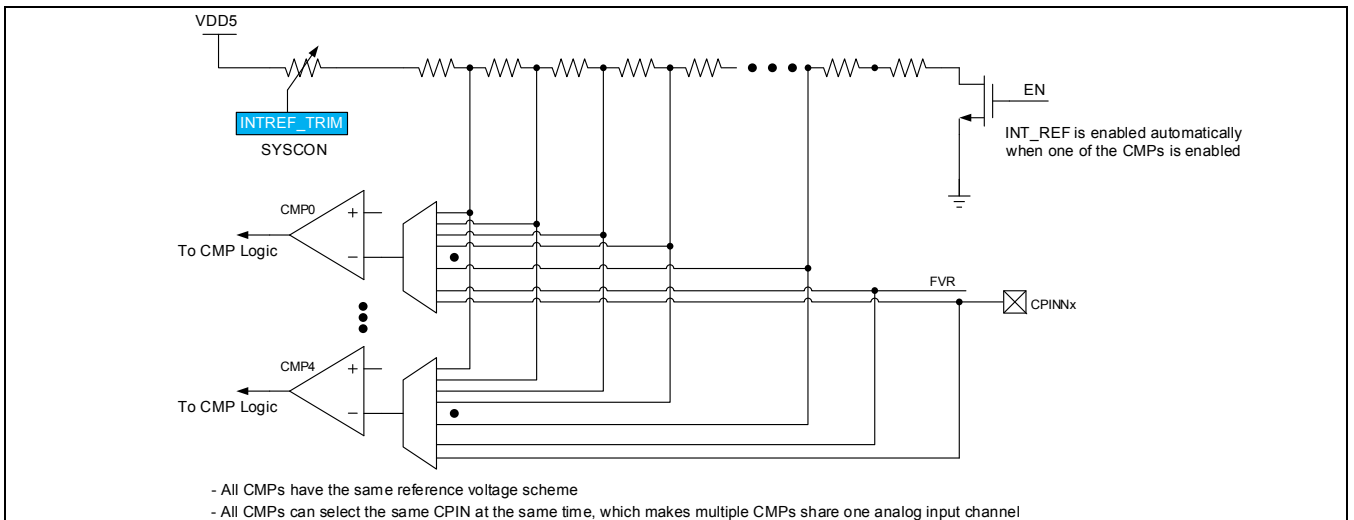 VDD5
EN
INTREF_TRIM
SYSCON
INT_REF is enabled automatically
when one of the CMPs is enabled
CMP0
+
−
To CMP Logic
FVR
CPINNx
CMP4
+
−
To CMP Logic
- All CMPs have the same reference voltage scheme
- All CMPs can select the same CPIN at the same time, which makes multiple CMPs share one analog input channel